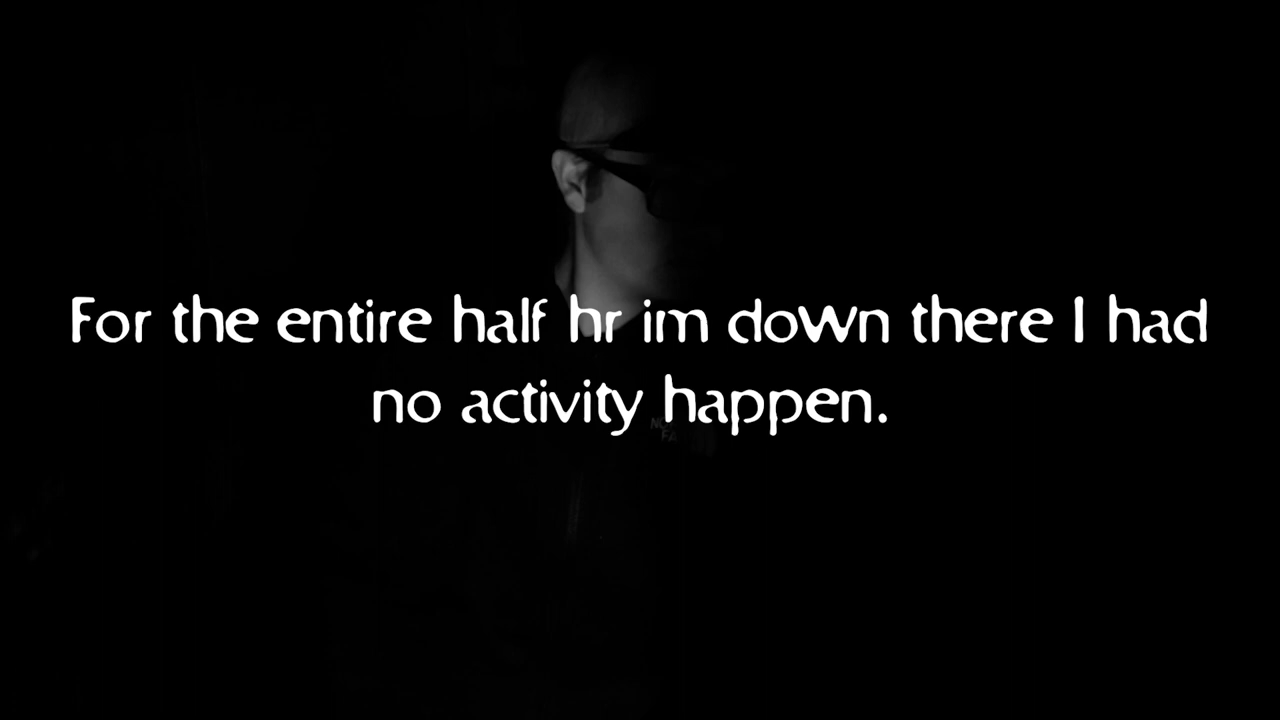 For the entire half hr im down there I had
no activity happen.